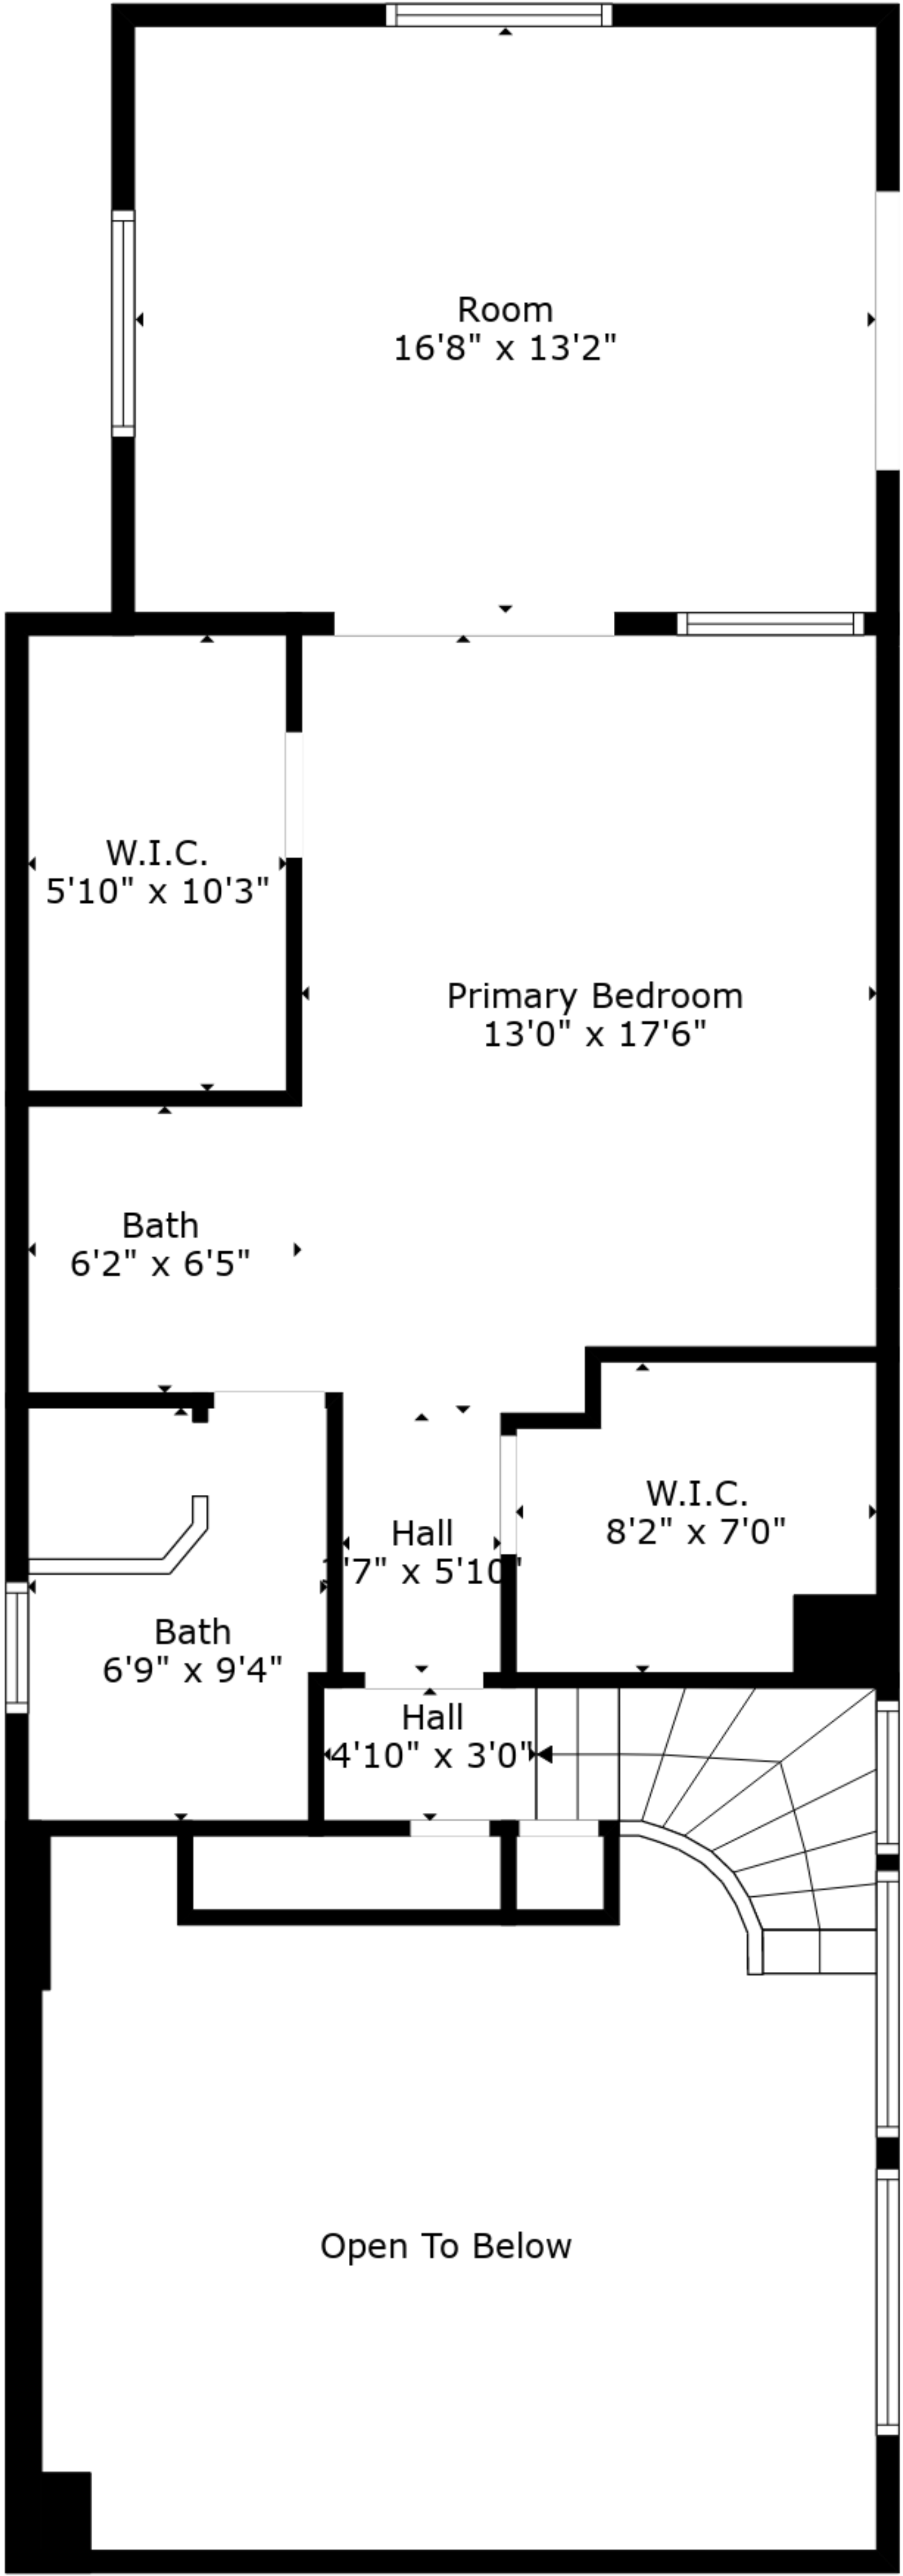 Room
16'8" x 13'2"
W.I.C.
5'10" x 10'3"
Primary Bedroom
13'0" x 17'6"
Bath
6'2" x 6'5"
W.I.C.
8'2" x 7'0"
Hall
'7" x 5'10"
Bath
6'9" x 9'4"
Hall
4'10" x 3'0"
Open To Below